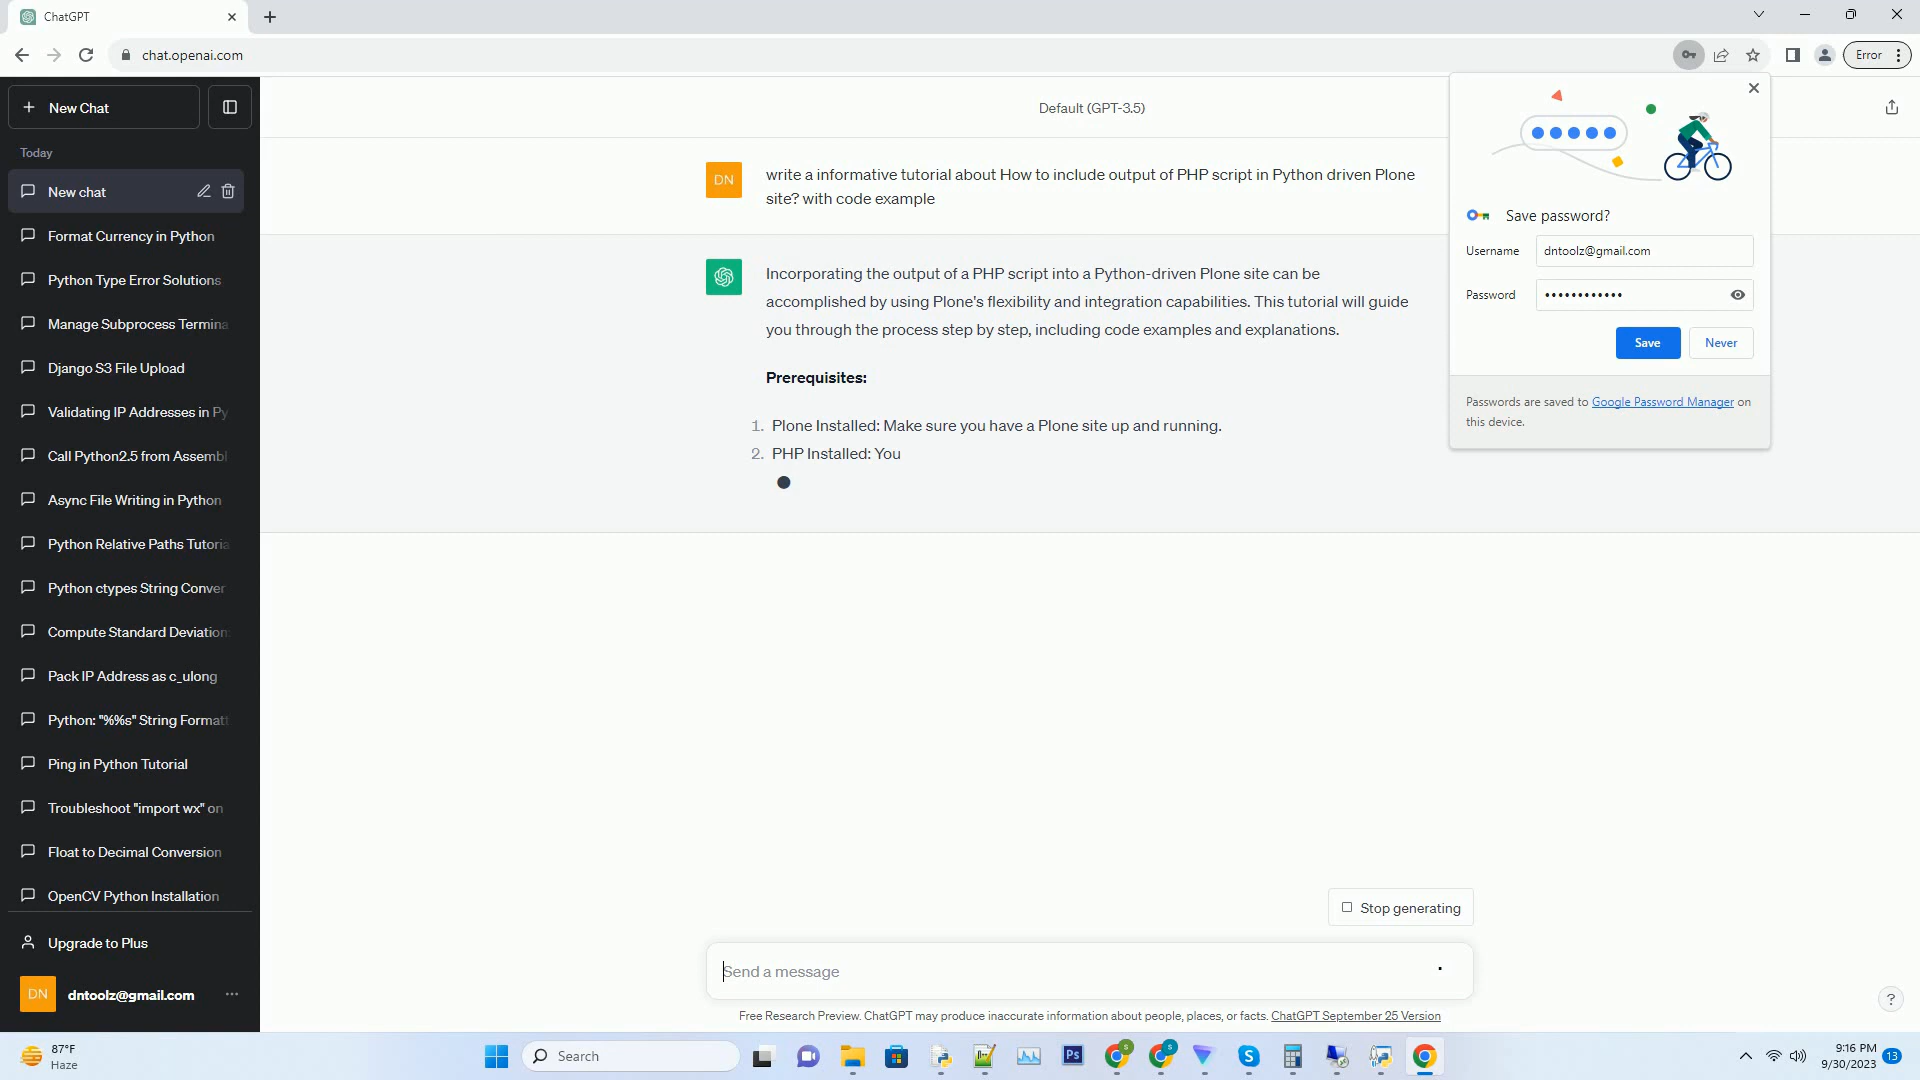 ChatGPT
chat.openai.com
Error
New Chat
Today
New chat
Format Currency in Python
Python Type Error Solutions
Manage Subprocess Termina
Django S3 File Upload
Validating IP Addresses in Py
Call Python2.5 from Assembl
Async File Writing in Python
Python Relative Paths Tutoria
Python ctypes String Conver
Compute Standard Deviation
Pack IP Address as c_ulong
Python: "%%s" String Formatt
Ping in Python Tutorial
Troubleshoot "import wx" on
Float to Decimal Conversion
OpenCV Python Installation
Upgrade to Plus
DN
dntoolz@gmail.com
Default (GPT-3.5)
DN
write a informative tutorial about How to include output of PHP script in Python driven Plone
site? with code example
Incorporating the output of a PHP script into a Python-driven Plone site can be
accomplished by using Plone's flexibility and integration capabilities. This tutorial will guide
you through the process step by step, including code examples and explanations.
Prerequisites:
1. Plone Installed: Make sure you have a Plone site up and running.
2. PHP Installed: You
Save password?
Username dntoolz@gmail.com
Password ••••••••••••
Save Never
Passwords are saved to Google Password Manager on
this device.
Stop generating
Send a message
Free Research Preview. ChatGPT may produce inaccurate information about people, places, or facts. ChatGPT September 25 Version
?
87°F
Haze
Search
Ps
S
S
9:16 PM
9/30/2023
13